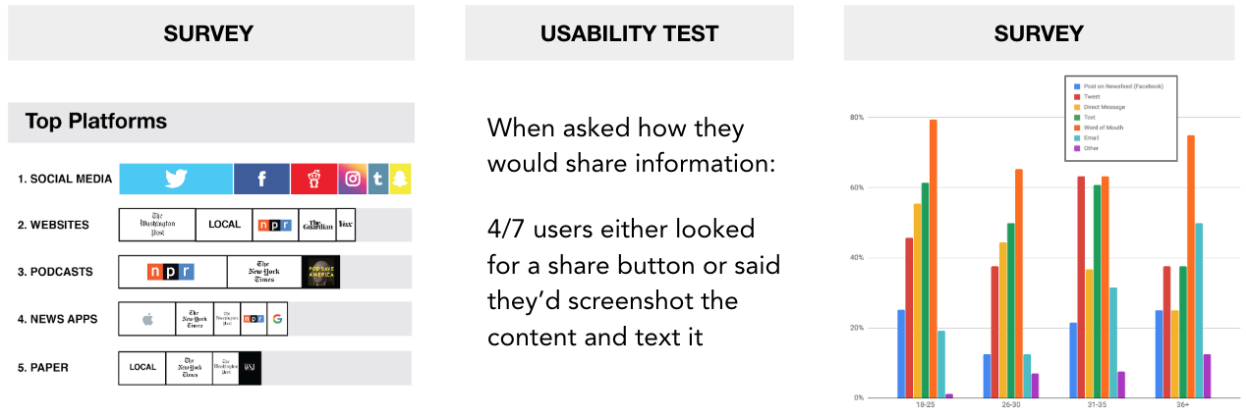 SURVEY
Top Platforms
1. SOCIAL MEDIA
f
t
2. WEBSITES
The
Washington
Post
LOCAL
npr
The
Guardian
Vox
3. PODCASTS
npr
The
New York
Times
POD SAVE
AMERICA
4. NEWS APPS
The
New York
Times
The
Washington
Post
npr
G
5. PAPER
LOCAL
The
New York
Times
The
Washington
Post
WSJ
USABILITY TEST
When asked how they
would share information:
4/7 users either looked
for a share button or said
they’d screenshot the
content and text it
SURVEY
Post on Newsfeed (Facebook)
Tweet
Direct Message
Text
Word of Mouth
Email
Other
80%
60%
40%
20%
0%
18-25
26-30
31-35
36+